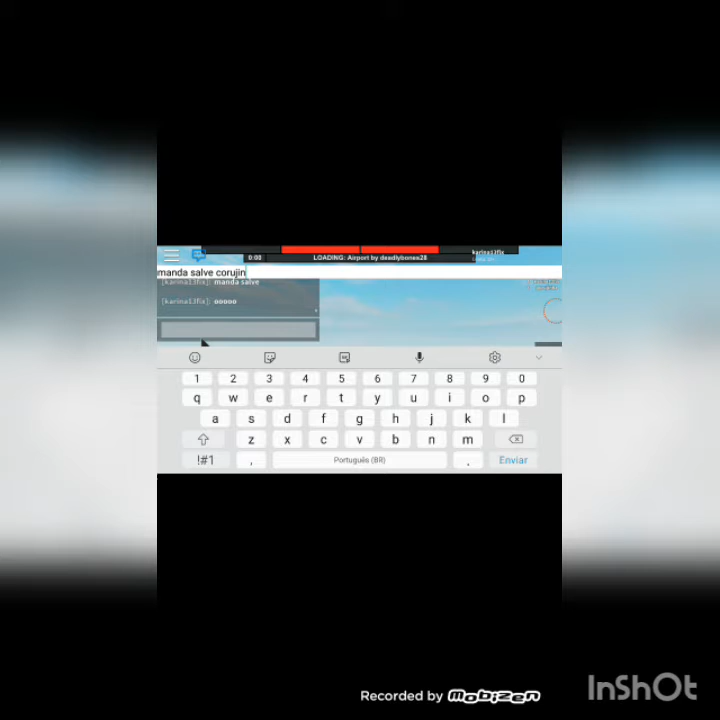 karina13fix
0:00
LOADING: Airport by deadlybones28
manda salve corujin
[karina13fix]: manda salve
[karina13fix]: ooooo
1 2 3 4 5 6 7 8 9 0
q w e r t y u i o p
a s d f g h j k l
z x c v b n m
!#1 , Português (BR) . Enviar
Recorded by Mobizen
InShOt